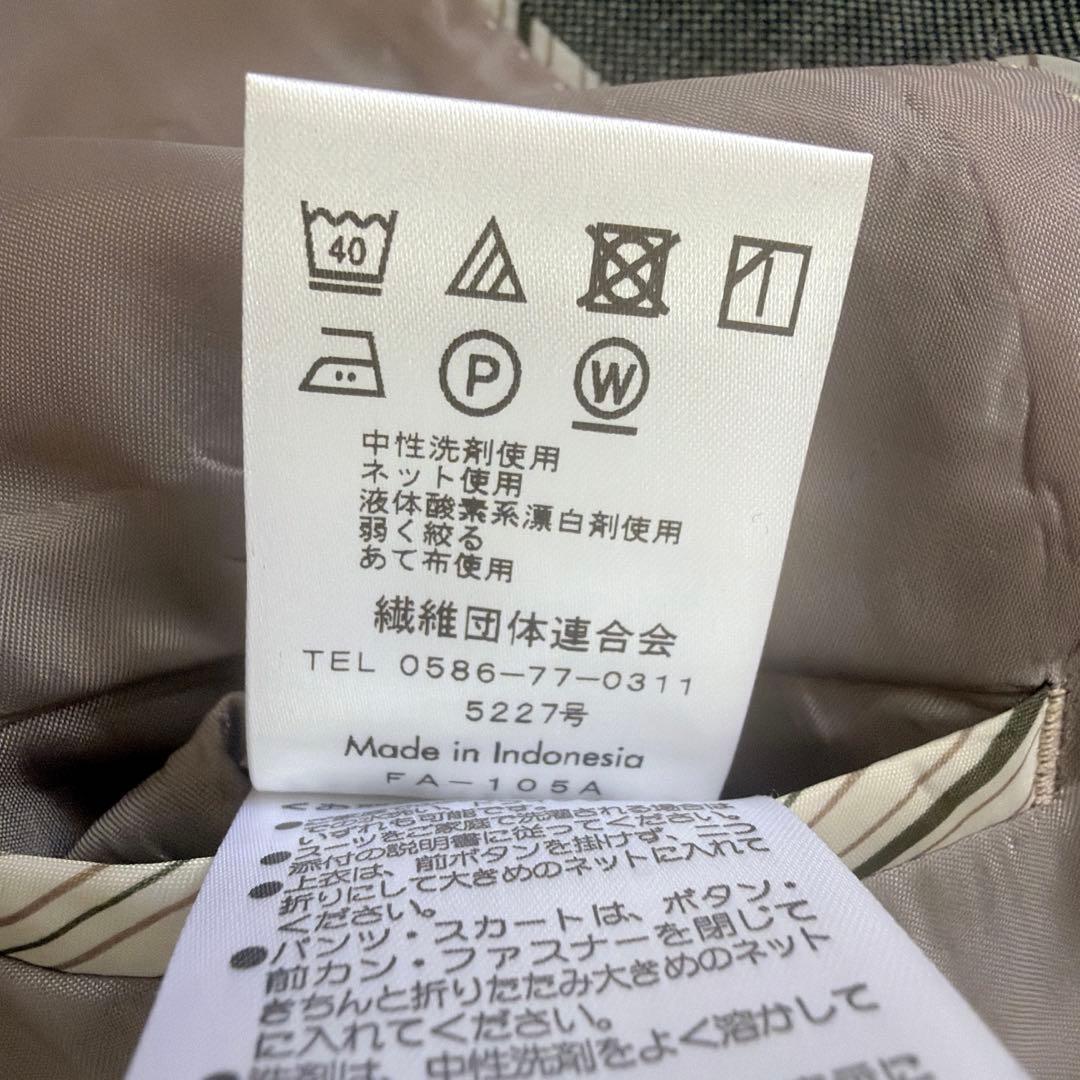 40
P
W
中性洗剤使用
ネット使用
液体酸素系漂白剤使用
弱く絞る
あて布使用
繊維団体連合会
TEL 0586-77-0311
5227号
Made in Indonesia
FA-105A
●スーツをご家庭で洗濯される場合は
添付の説明書に従ってください。
●上衣は、前ボタンを掛けず、二つ
折りにして大きめのネットに入れて
ください。
●パンツ・スカートは、ボタン・
前カン・ファスナーを閉じて
きちんと折りたたみ大きめのネット
に入れてください。
●洗剤は、中性洗剤をよく溶かして